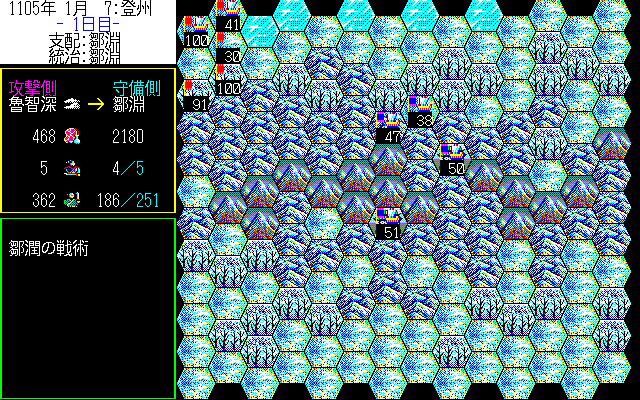 1105年 1月 7:登州
- 1日目-
支配:鄒淵
統治:鄒淵
攻撃側 守備側
魯智深 → 鄒淵
468 2180
5 4/5
362 186/251
鄒潤の戦術
41
100
30
100
91
38
47
50
51